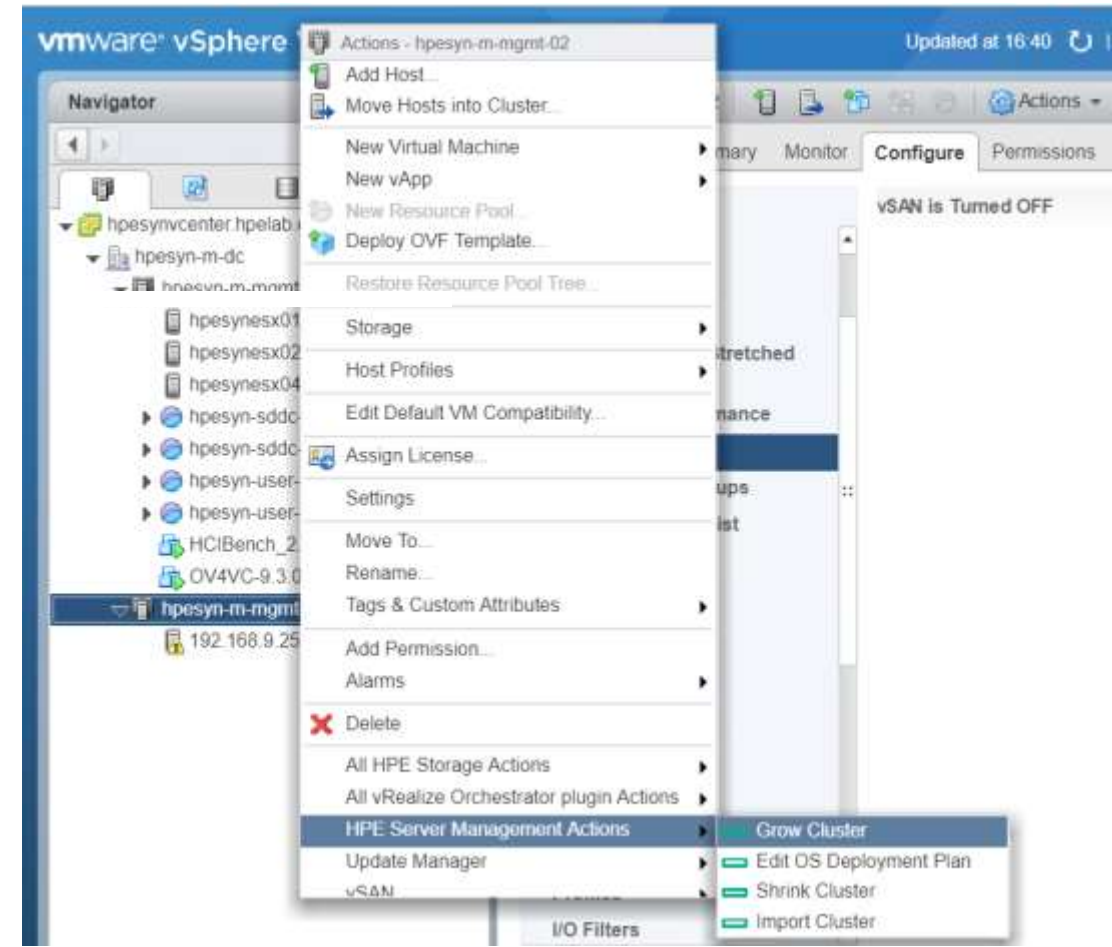 vmware® vSphere
Updated at 16:40
Navigator
Actions
mary Monitor Configure Permissions
vSAN is Turned OFF
hpesynvcenter.hpelab.
hpesyn-m-dc
hpesyn-m-mgmt
hpesynesx01
hpesynesx02
hpesynesx04
hpesyn-sddc-
hpesyn-sddc-
hpesyn-user-
hpesyn-user-
HCIBench_2.
OV4VC-9.3.0
hpesyn-m-mgmt
192.168.9.25
Actions - hpesyn-m-mgmt-02
Add Host...
Move Hosts into Cluster...
New Virtual Machine
New vApp
New Resource Pool...
Deploy OVF Template...
Restore Resource Pool Tree...
Storage
Host Profiles
Edit Default VM Compatibility...
Assign License...
Settings
Move To...
Rename...
Tags & Custom Attributes
Add Permission...
Alarms
Delete
All HPE Storage Actions
All vRealize Orchestrator plugin Actions
HPE Server Management Actions
Update Manager
vSAN
Stretched
mance
ups
ist
Grow Cluster
Edit OS Deployment Plan
Shrink Cluster
Import Cluster
I/O Filters